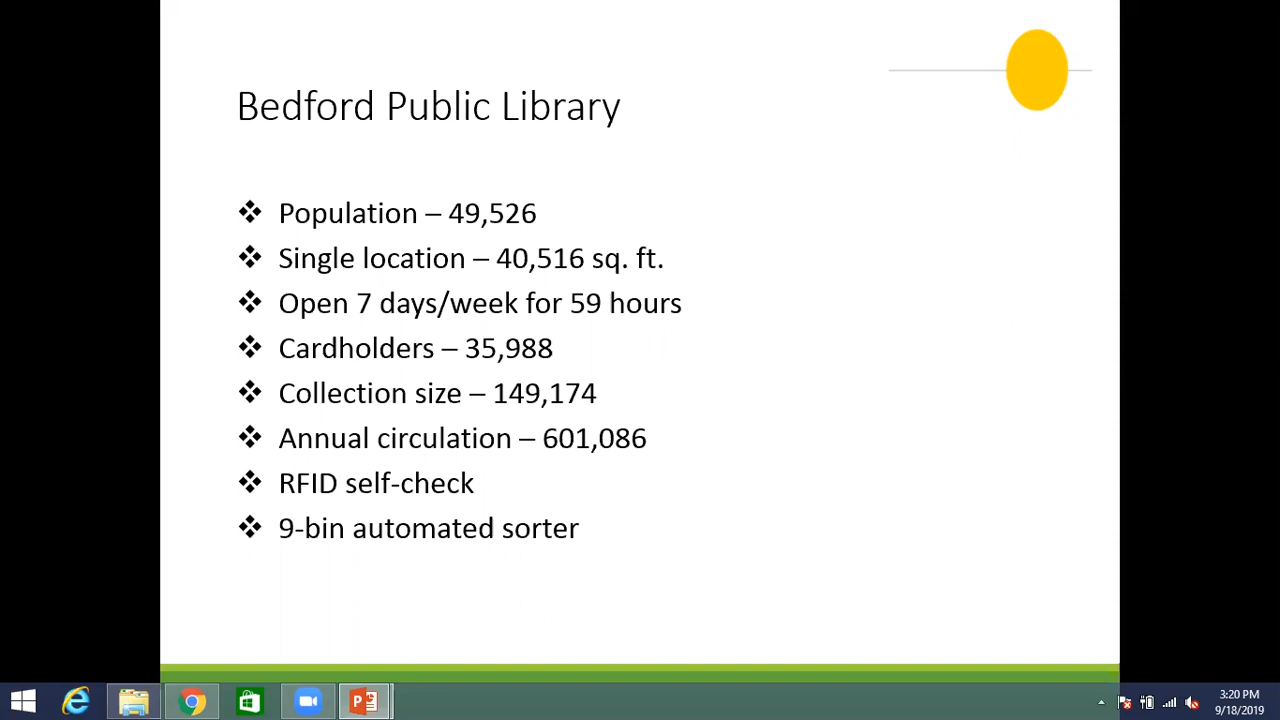 Bedford Public Library
❖ Population – 49,526
❖ Single location – 40,516 sq. ft.
❖ Open 7 days/week for 59 hours
❖ Cardholders – 35,988
❖ Collection size – 149,174
❖ Annual circulation – 601,086
❖ RFID self-check
❖ 9-bin automated sorter
3:20 PM
9/18/2019